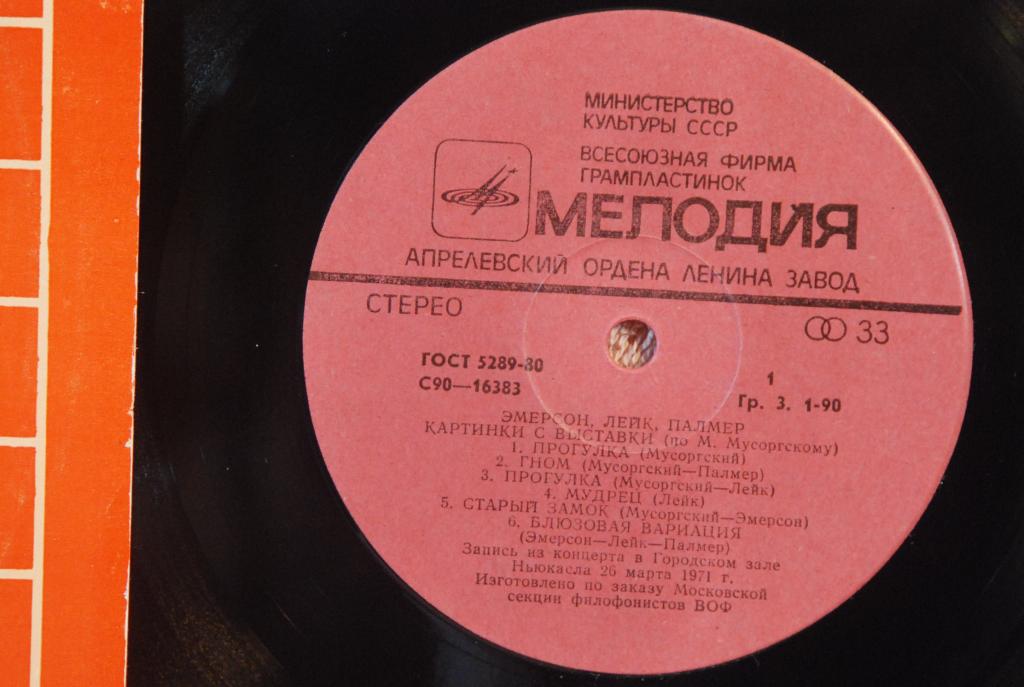 МИНИСТЕРСТВО
КУЛЬТУРЫ СССР
ВСЕСОЮЗНАЯ ФИРМА
ГРАМПЛАСТИНОК
МЕЛОДИЯ
АПРЕЛЕВСКИЙ ОРДЕНА ЛЕНИНА ЗАВОД
СТЕРЕО
33
ГОСТ 5289-80
С90—16383
1
Гр. 3. 1-90
ЭМЕРСОН, ЛЕЙК, ПАЛМЕР
КАРТИНКИ С ВЫСТАВКИ (по М. Мусоргскому)
1. ПРОГУЛКА (Мусоргский)
2. ГНОМ (Мусоргский—Палмер)
3. ПРОГУЛКА (Мусоргский—Лейк)
4. МУДРЕЦ (Лейк)
5. СТАРЫЙ ЗАМОК (Мусоргский—Эмерсон)
6. БЛЮЗОВАЯ ВАРИАЦИЯ
(Эмерсон—Лейк—Палмер)
Запись из концерта в Городском зале
Ньюкасла 26 марта 1971 г.
Изготовлено по заказу Московской
секции филофонистов ВОФ